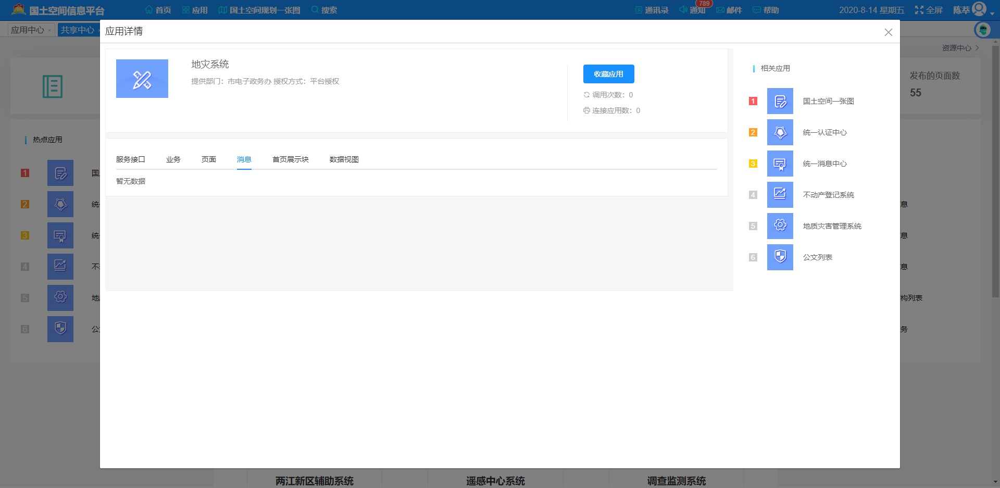 国土空间信息平台 首页 应用 国土空间规划一张图 搜索 通讯录 通知 789 邮件 帮助 2020-8-14 星期五 全屏 陈萃
应用中心 × 共享中心 ×
应用详情
资源中心 >
地灾系统
提供部门：市电子政务办 授权方式：平台授权
收藏应用
调用次数：0
连接应用数：0
服务接口 业务 页面 消息 首页展示块 数据视图
暂无数据
相关应用
1 国土空间一张图
2 统一认证中心
3 统一消息中心
4 不动产登记系统
5 地质灾害管理系统
6 公文列表
发布的页面数
55
热点应用
1 国
2 统
3 统
4 不
5 地
6 公
息
息
息
构列表
务
两江新区辅助系统 遥感中心系统 调查监测系统